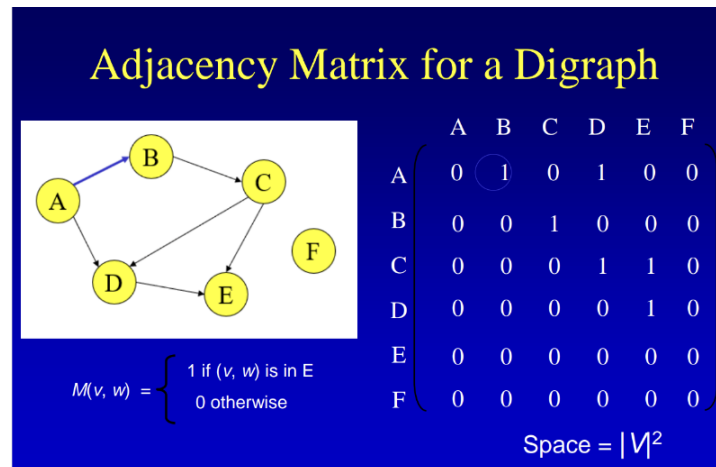 Adjacency Matrix for a Digraph
A B C D E F
A 0 1 0 1 0 0
B 0 0 1 0 0 0
C 0 0 0 1 1 0
D 0 0 0 0 1 0
E 0 0 0 0 0 0
F 0 0 0 0 0 0
B
C
A
F
D
E
M(v, w) =
1 if (v, w) is in E
0 otherwise
Space = |V|²